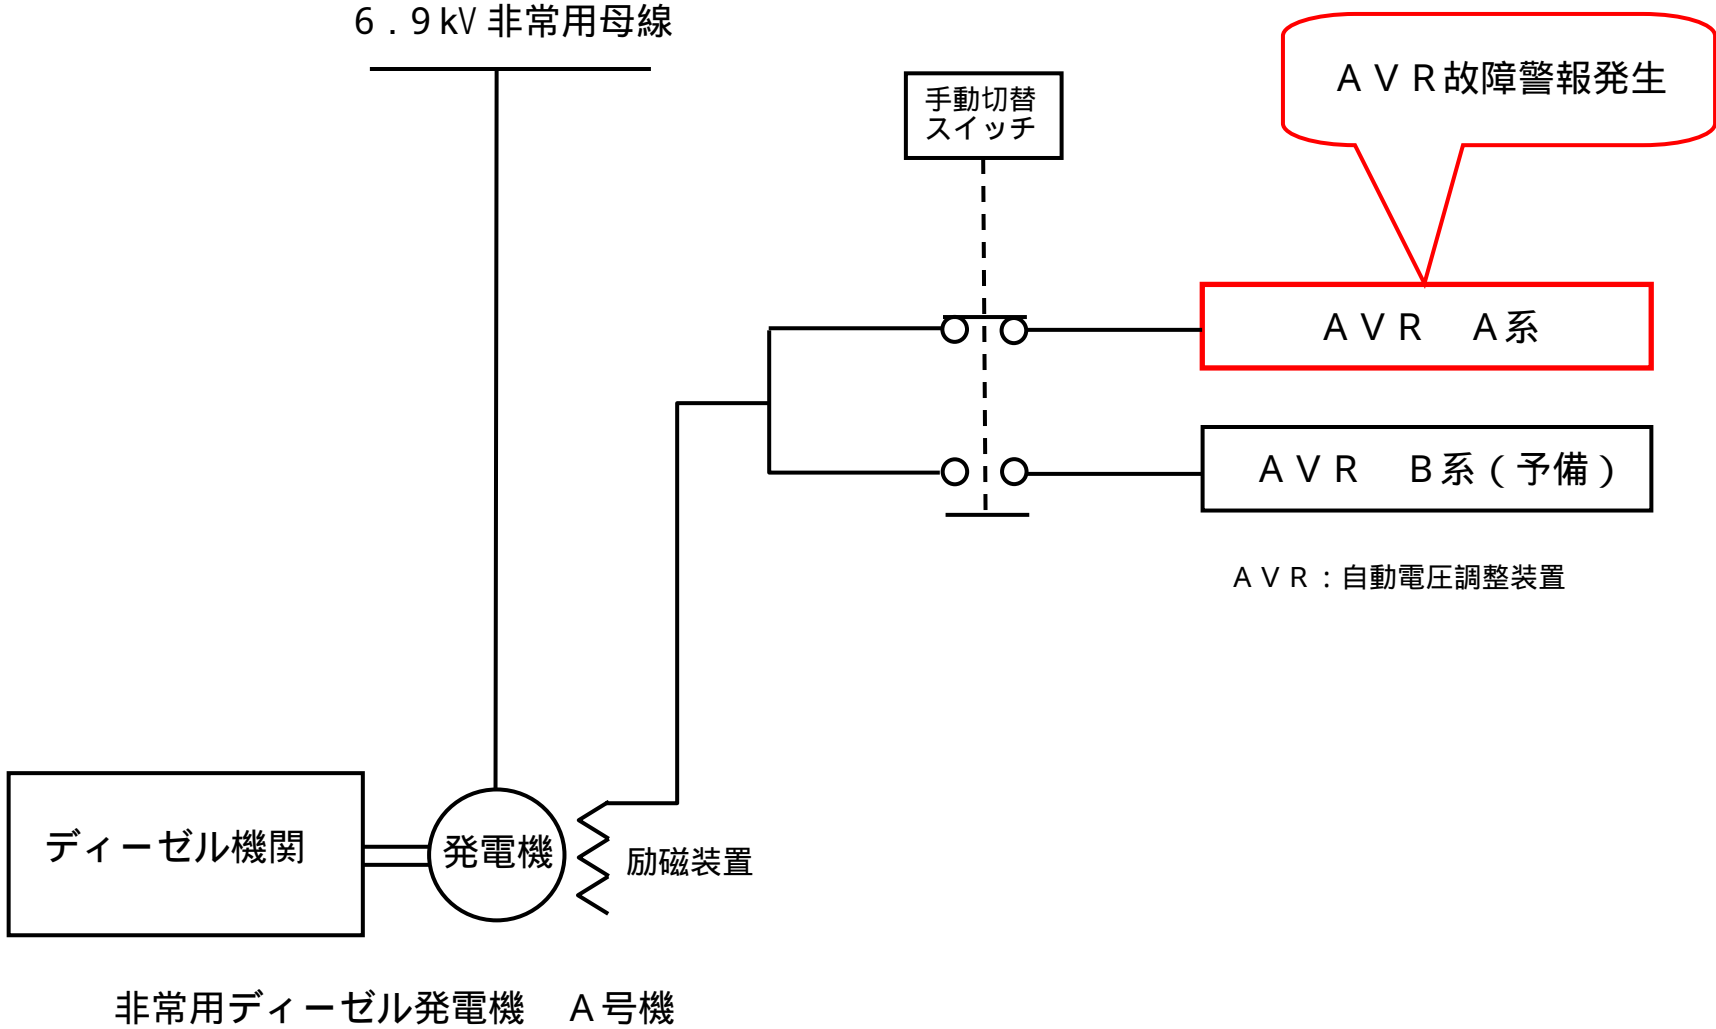 6．9kV非常用母線
手動切替
スイッチ
ＡＶＲ故障警報発生
ＡＶＲ　Ａ系
ＡＶＲ　Ｂ系（予備）
ＡＶＲ：自動電圧調整装置
ディーゼル機関
発電機
励磁装置
非常用ディーゼル発電機　Ａ号機